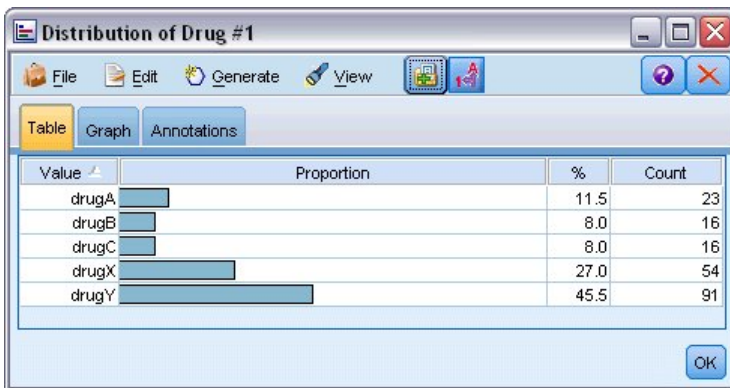 Distribution of Drug #1
File Edit Generate View
Table Graph Annotations
Value Proportion % Count
drugA 11.5 23
drugB 8.0 16
drugC 8.0 16
drugX 27.0 54
drugY 45.5 91
OK